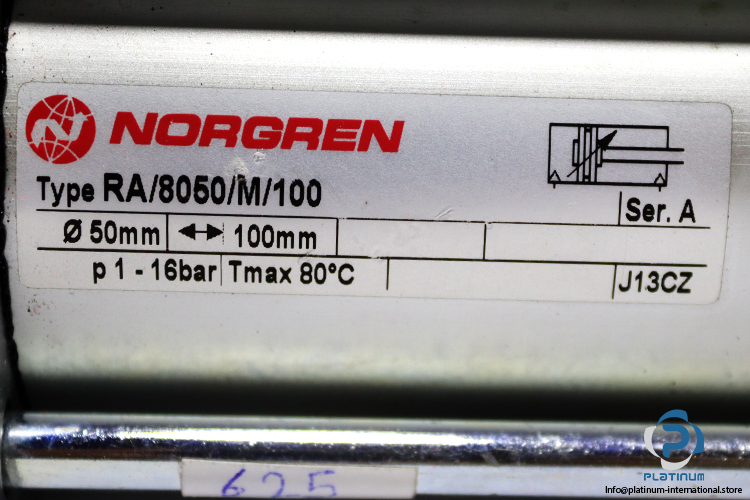 NORGREN
Type RA/8050/M/100
Ser. A
Ø 50mm ↔ 100mm
p 1 - 16bar Tmax 80°C J13CZ
625
PLATINUM
Info@platinum-international.store